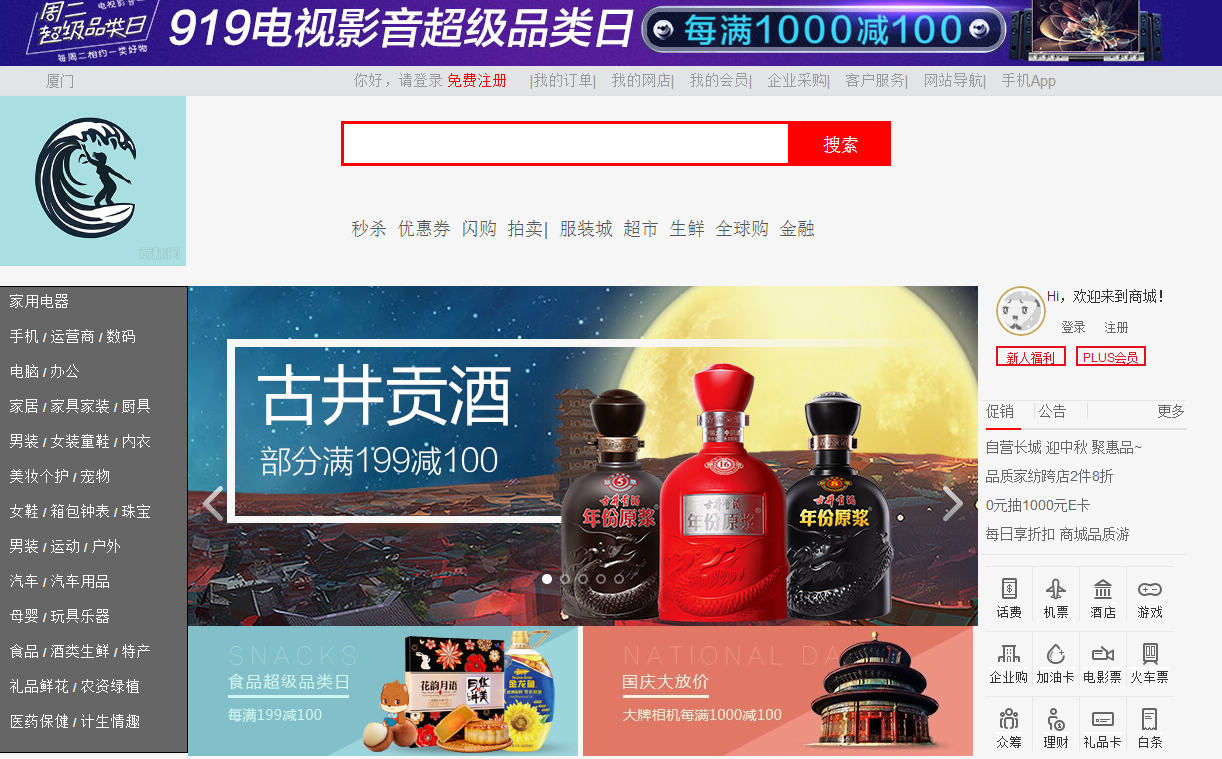 周二
超级品类日
每周二相约一类好物
919电视影音超级品类日
每满1000减100
厦门
你好，请登录 免费注册 |我的订单| 我的网店| 我的会员| 企业采购| 客户服务| 网站导航| 手机App
搜索
秒杀 优惠券 闪购 拍卖| 服装城 超市 生鲜 全球购 金融
家用电器
手机 / 运营商 / 数码
电脑 / 办公
家居 / 家具家装 / 厨具
男装 / 女装童鞋 / 内衣
美妆个护 / 宠物
女鞋 / 箱包钟表 / 珠宝
男装 / 运动 / 户外
汽车 / 汽车用品
母婴 / 玩具乐器
食品 / 酒类生鲜 / 特产
礼品鲜花 / 农资绿植
医药保健 / 计生情趣
古井贡酒
部分满199减100
5
古井贡酒
年份原浆
16
古井贡酒
年份原浆
8
古井贡酒
年份原浆
SNACKS
食品超级品类日
每满199减100
花韵月语
金龙鱼
NATIONAL DA
国庆大放价
大牌相机每满1000减100
Hi，欢迎来到商城！
登录 注册
新人福利 PLUS会员
促销 公告 更多
自营长城 迎中秋 聚惠品~
品质家纺跨店2件8折
0元抽1000元E卡
每日享折扣 商城品质游
话费 机票 酒店 游戏
企业购 加油卡 电影票 火车票
众筹 理财 礼品卡 白条